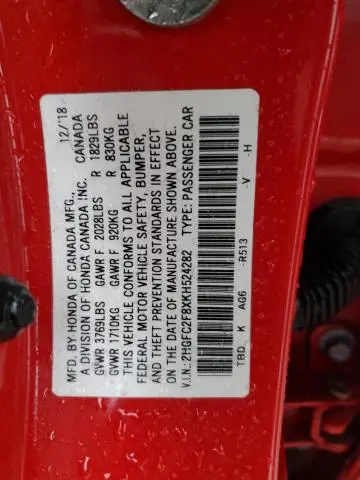 MFD. BY HONDA OF CANADA MFG., 12/'18
A DIVISION OF HONDA CANADA INC. CANADA
GVWR 3769LBS GAWR F 2028LBS R 1829LBS
GVWR 1710KG GAWR F 920KG R 830KG
THIS VEHICLE CONFORMS TO ALL APPLICABLE
FEDERAL MOTOR VEHICLE SAFETY, BUMPER,
AND THEFT PREVENTION STANDARDS IN EFFECT
ON THE DATE OF MANUFACTURE SHOWN ABOVE.
V.I.N: 2HGFC2F8XKH524282 TYPE: PASSENGER CAR
TBD K AG6 -R513 -V -H